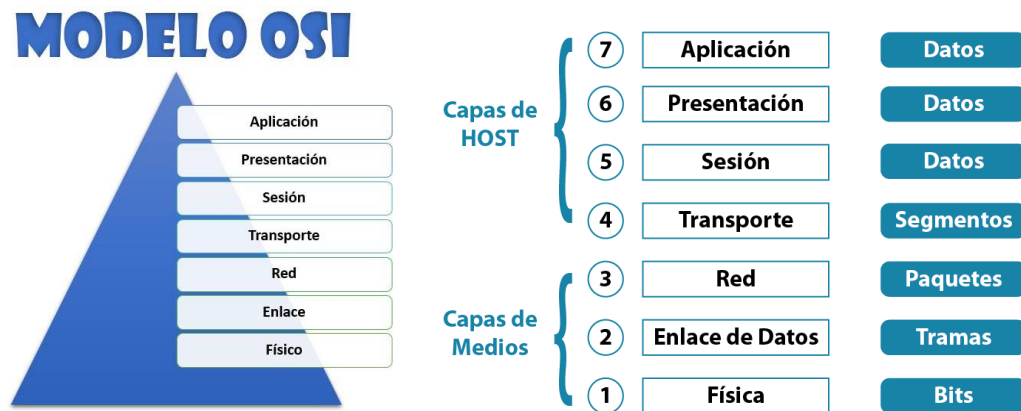 MODELO OSI
Aplicación
Presentación
Sesión
Transporte
Red
Enlace
Físico
Capas de
HOST
7 Aplicación Datos
6 Presentación Datos
5 Sesión Datos
4 Transporte Segmentos
Capas de
Medios
3 Red Paquetes
2 Enlace de Datos Tramas
1 Física Bits